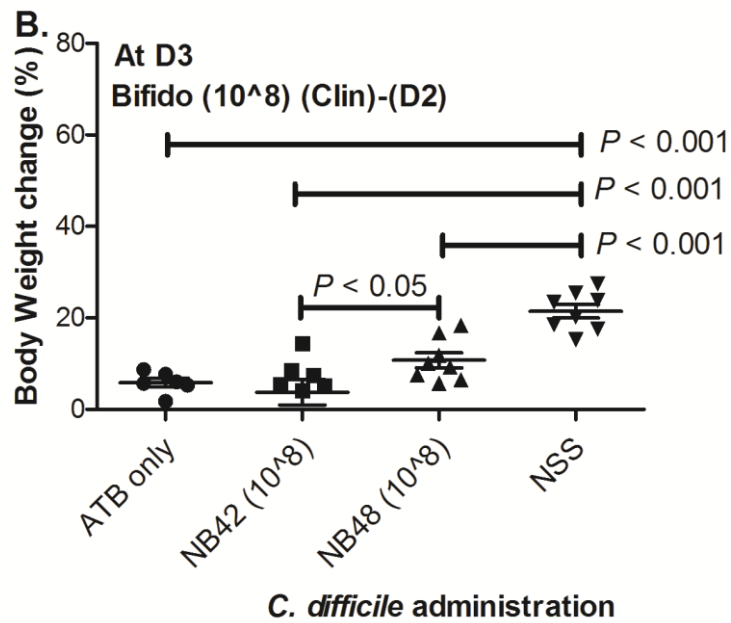 B.
80
60
40
20
0
Body Weight change (%)
At D3
Bifido (10^8) (Clin)-(D2)
P < 0.001
P < 0.001
P < 0.001
P < 0.05
ATB only
NB42 (10^8)
NB48 (10^8)
NSS
C. difficile administration